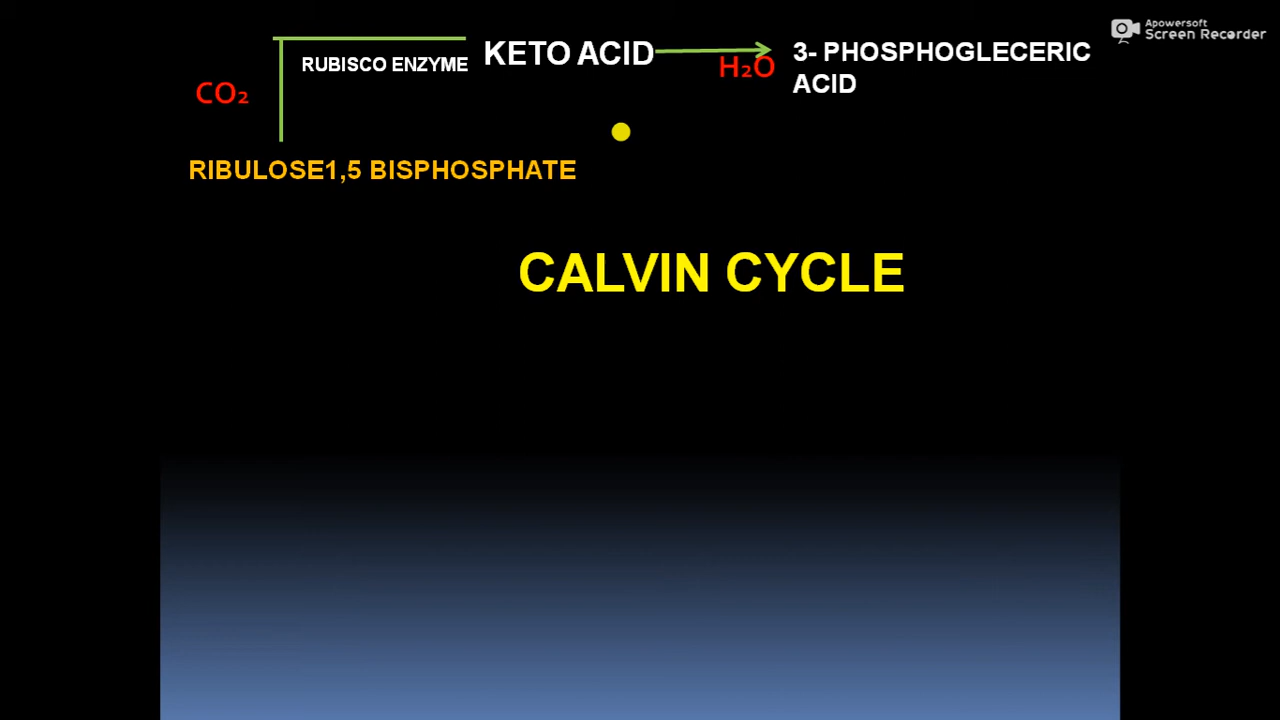 Apowersoft
Screen Recorder
KETO ACID
3- PHOSPHOGLECERIC
ACID
RUBISCO ENZYME
H₂O
CO₂
RIBULOSE1,5 BISPHOSPHATE
CALVIN CYCLE